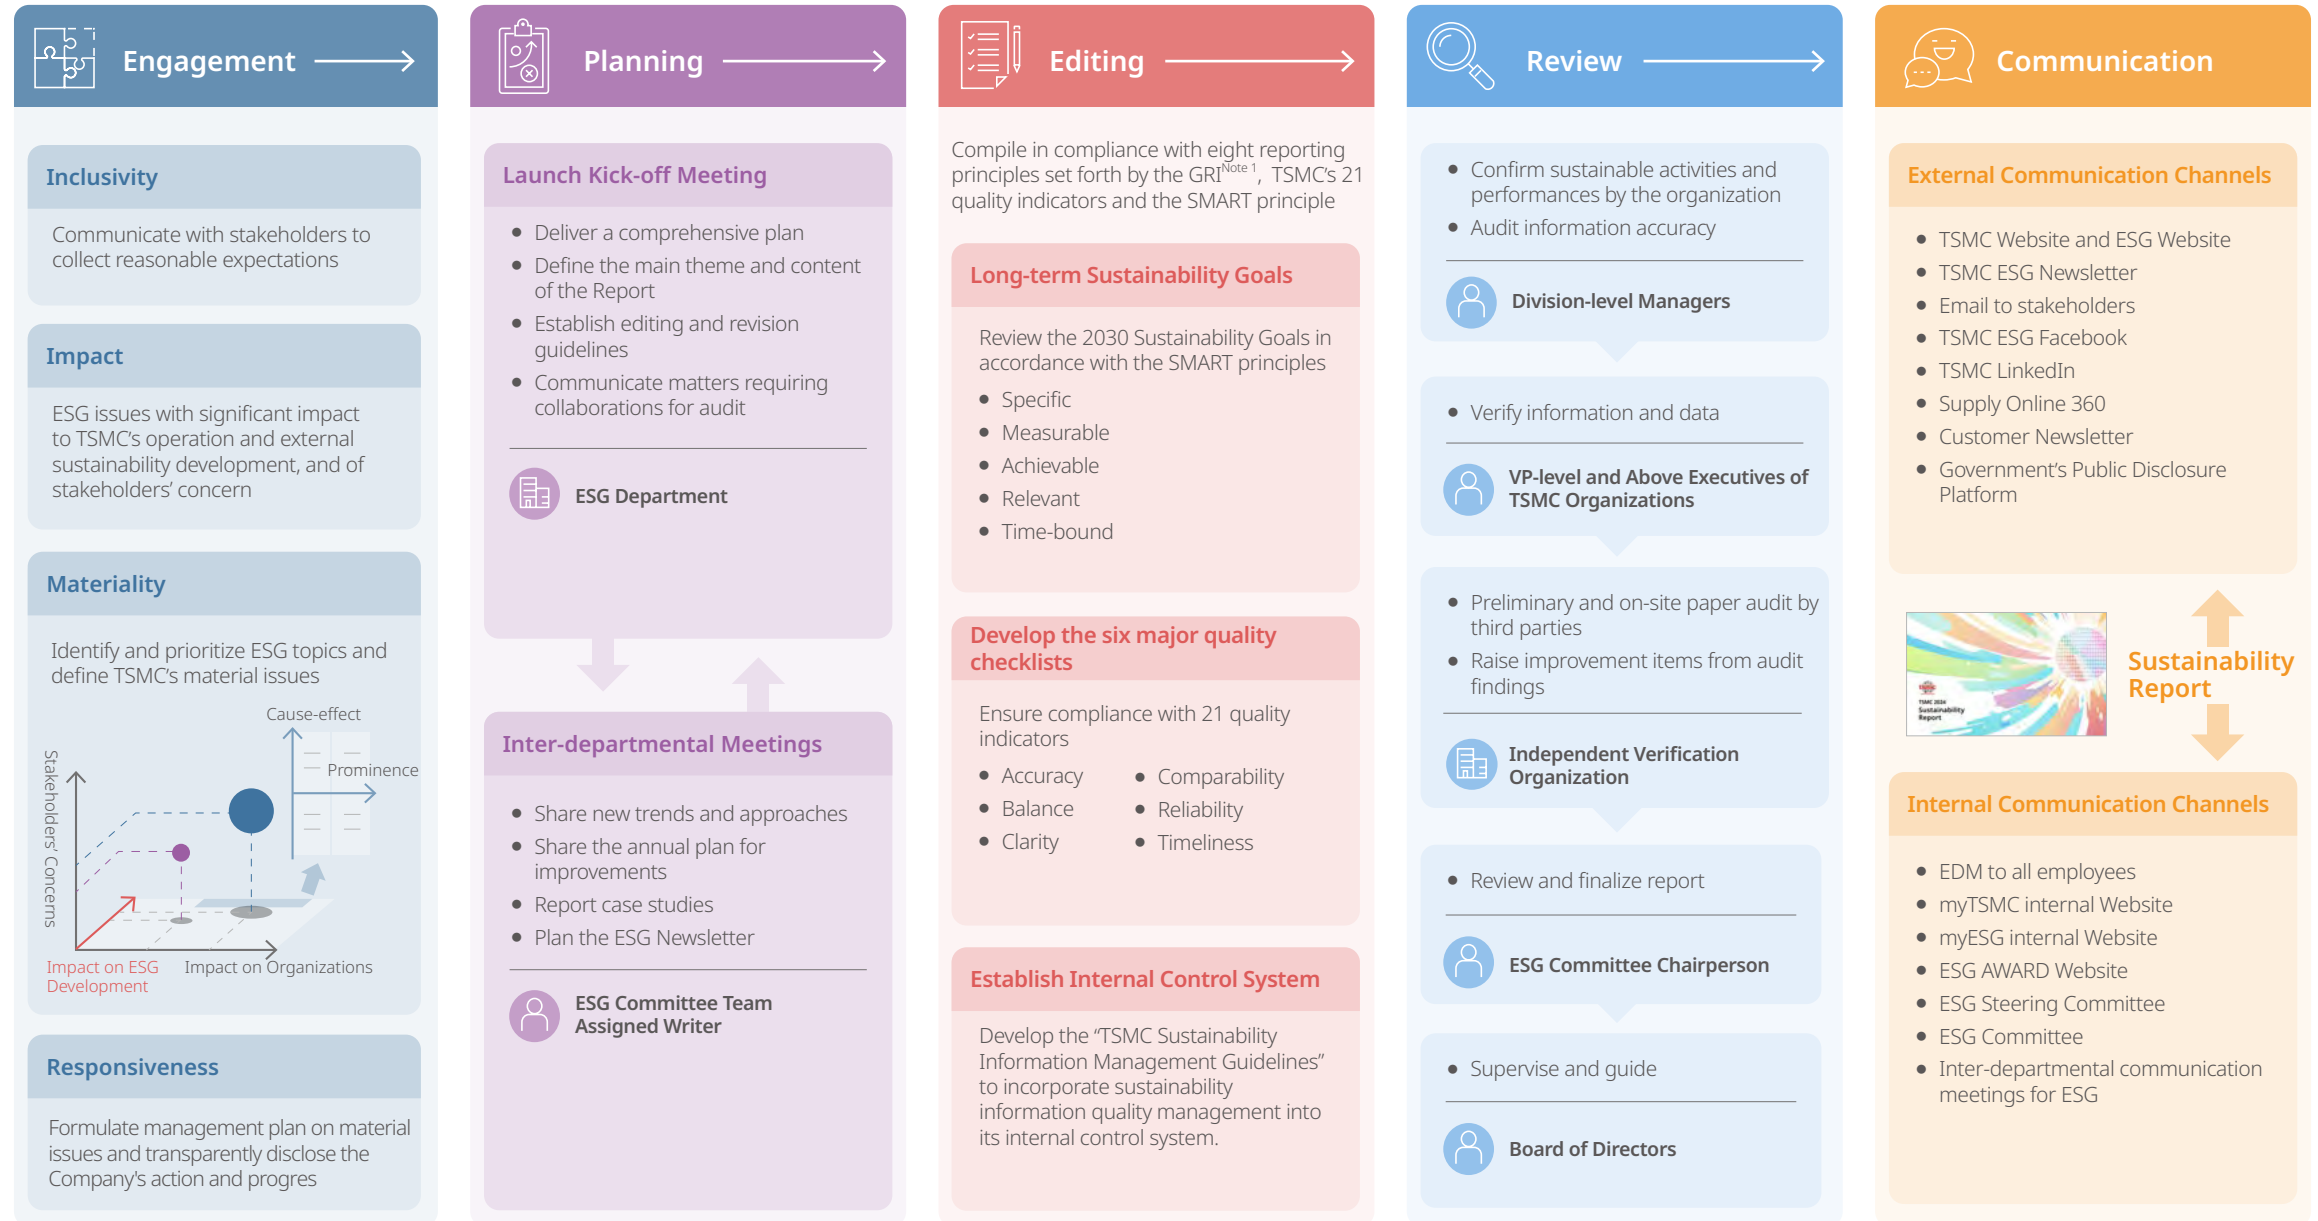 Engagement
Inclusivity
Communicate with stakeholders to
collect reasonable expectations
Impact
ESG issues with significant impact
to TSMC's operation and external
sustainability development, and of
stakeholders' concern
Materiality
Identify and prioritize ESG topics and
define TSMC's material issues
Cause-effect
Prominence
Stakeholders' Concerns
Impact on ESG
Development
Impact on Organizations
Responsiveness
Formulate management plan on material
issues and transparently disclose the
Company's action and progres
Planning
Launch Kick-off Meeting
• Deliver a comprehensive plan
• Define the main theme and content
of the Report
• Establish editing and revision
guidelines
• Communicate matters requiring
collaborations for audit
ESG Department
Inter-departmental Meetings
• Share new trends and approaches
• Share the annual plan for
improvements
• Report case studies
• Plan the ESG Newsletter
ESG Committee Team
Assigned Writer
Editing
Compile in compliance with eight reporting
principles set forth by the GRI Note 1, TSMC's 21
quality indicators and the SMART principle
Long-term Sustainability Goals
Review the 2030 Sustainability Goals in
accordance with the SMART principles
• Specific
• Measurable
• Achievable
• Relevant
• Time-bound
Develop the six major quality
checklists
Ensure compliance with 21 quality
indicators
• Accuracy
• Balance
• Clarity
• Comparability
• Reliability
• Timeliness
Establish Internal Control System
Develop the “TSMC Sustainability
Information Management Guidelines”
to incorporate sustainability
information quality management into
its internal control system.
Review
• Confirm sustainable activities and
performances by the organization
• Audit information accuracy
Division-level Managers
• Verify information and data
VP-level and Above Executives of
TSMC Organizations
• Preliminary and on-site paper audit by
third parties
• Raise improvement items from audit
findings
Independent Verification
Organization
• Review and finalize report
ESG Committee Chairperson
• Supervise and guide
Board of Directors
Communication
External Communication Channels
• TSMC Website and ESG Website
• TSMC ESG Newsletter
• Email to stakeholders
• TSMC ESG Facebook
• TSMC LinkedIn
• Supply Online 360
• Customer Newsletter
• Government's Public Disclosure
Platform
TSMC 2024
Sustainability
Report
Sustainability
Report
Internal Communication Channels
• EDM to all employees
• myTSMC internal Website
• myESG internal Website
• ESG AWARD Website
• ESG Steering Committee
• ESG Committee
• Inter-departmental communication
meetings for ESG